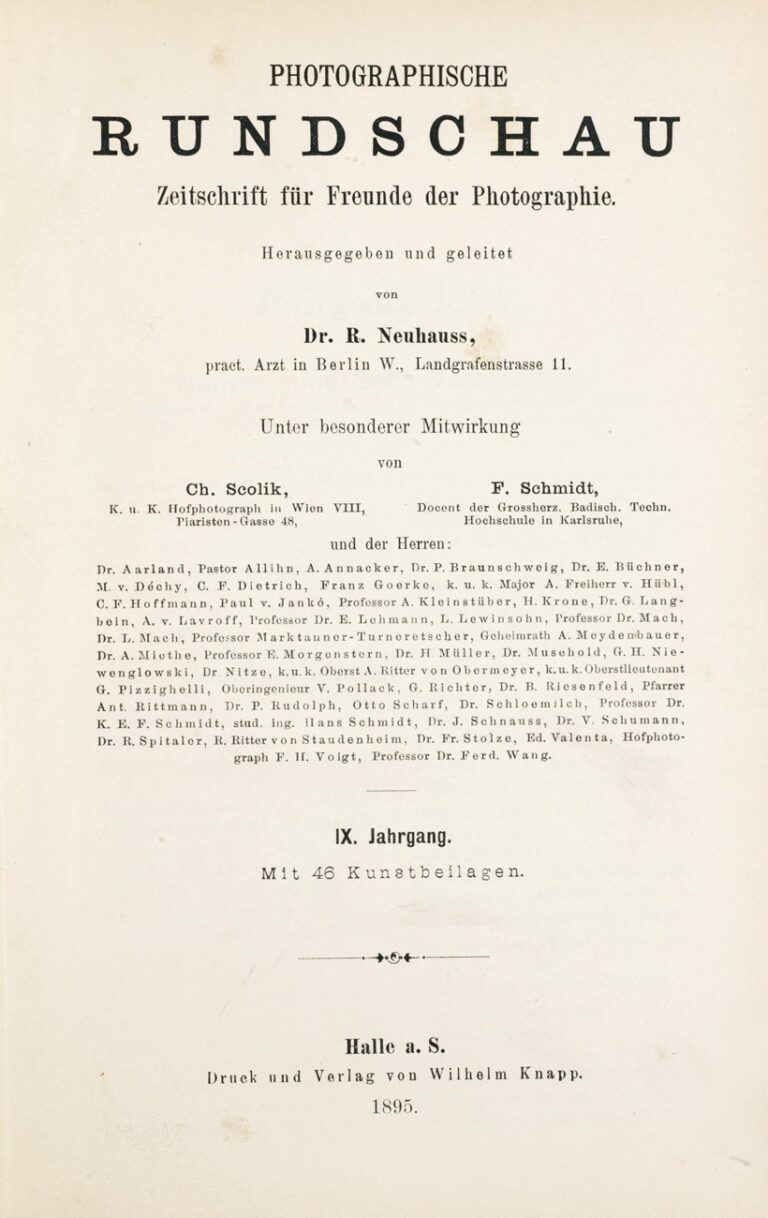 PHOTOGRAPHISCHE
RUNDSCHAU
Zeitschrift für Freunde der Photographie.
Herausgegeben und geleitet
von
Dr. R. Neuhauss,
pract. Arzt in Berlin W., Landgrafenstrasse 11.
Unter besonderer Mitwirkung
von
Ch. Scolik,
K. u. K. Hofphotograph in Wien VIII,
Piaristen-Gasse 48,
F. Schmidt,
Docent der Grossherz. Badisch. Techn.
Hochschule in Karlsruhe,
und der Herren:
Dr. Aarland, Pastor Allihn, A. Annacker, Dr. P. Braunschweig, Dr. E. Büchner,
M. v. Déchy, C. F. Dietrich, Franz Goerke, k. u. k. Major A. Freiherr v. Hübl,
C. F. Hoffmann, Paul v. Jankó, Professor A. Kleinstüber, H. Krone, Dr. G. Lang-
bein, A. v. Lavroff, Professor Dr. E. Lohmann, L. Lewinsohn, Professor Dr. Mach,
Dr. L. Mach, Professor Marktanner-Turneretscher, Geheimrath A. Meydenbauer,
Dr. A. Miethe, Professor E. Morgenstern, Dr. H. Müller, Dr. Musehold, G. H. Nie-
wenglowski, Dr. Nitze, k. u. k. Oberst A. Ritter von Obermeyer, k. u. k. Oberstlieutenant
G. Pizzighelli, Oberingenieur V. Pollack, G. Richter, Dr. B. Riesenfeld, Pfarrer
Ant. Rittmann, Dr. P. Rudolph, Otto Scharf, Dr. Schloemilch, Professor Dr.
K. E. F. Schmidt, stud. ing. Hans Schmidt, Dr. J. Schnauss, Dr. V. Schumann,
Dr. R. Spitaler, R. Ritter von Staudenheim, Dr. Fr. Stolze, Ed. Valenta, Hofphoto-
graph F. H. Voigt, Professor Dr. Ferd. Wang.
IX. Jahrgang.
Mit 46 Kunstbeilagen.
Halle a. S.
Druck und Verlag von Wilhelm Knapp.
1895.